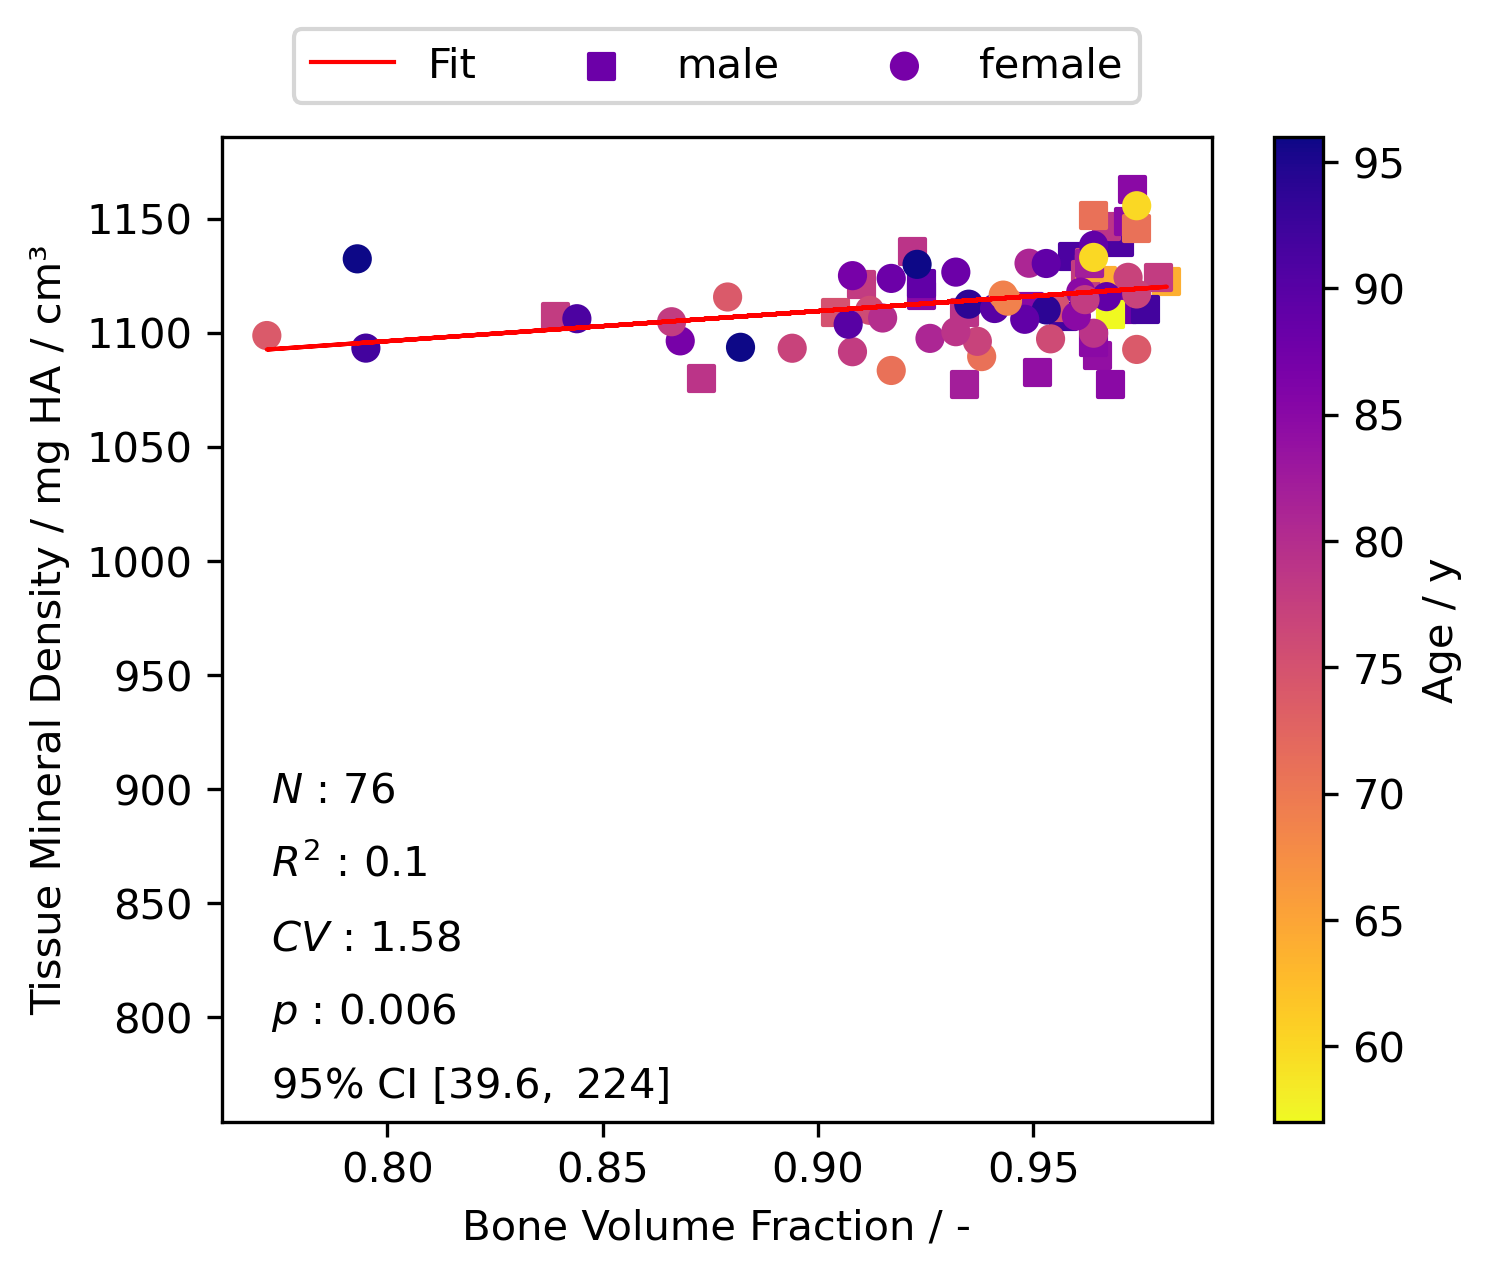 Fit male female
Tissue Mineral Density / mg HA / cm³
1150
1100
1050
1000
950
900
850
800
N : 76
R² : 0.1
CV : 1.58
p : 0.006
95% CI [39.6, 224]
0.80 0.85 0.90 0.95
Bone Volume Fraction / -
95
90
85
80
75
70
65
60
Age / y